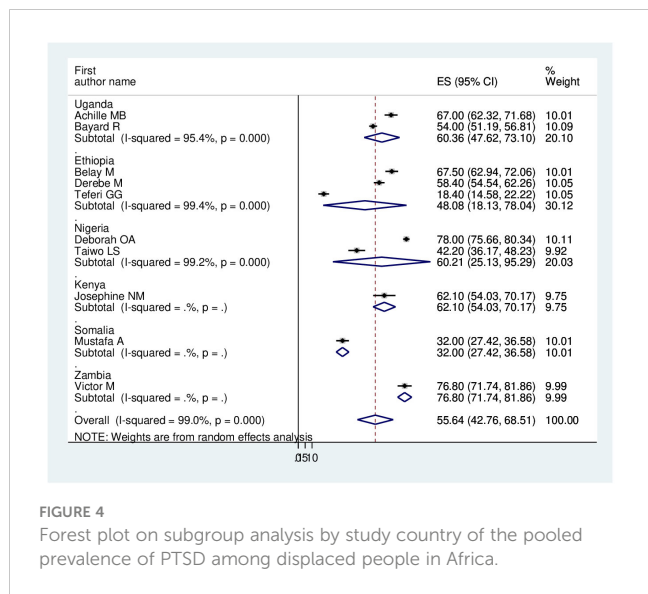 First
author name ES (95% CI) % Weight
Uganda
Achille MB 67.00 (62.32, 71.68) 10.01
Bayard R 54.00 (51.19, 56.81) 10.09
Subtotal (I-squared = 95.4%, p = 0.000) 60.36 (47.62, 73.10) 20.10
.
Ethiopia
Belay M 67.50 (62.94, 72.06) 10.01
Derebe M 58.40 (54.54, 62.26) 10.05
Teferi GG 18.40 (14.58, 22.22) 10.05
Subtotal (I-squared = 99.4%, p = 0.000) 48.08 (18.13, 78.04) 30.12
.
Nigeria
Deborah OA 78.00 (75.66, 80.34) 10.11
Taiwo LS 42.20 (36.17, 48.23) 9.92
Subtotal (I-squared = 99.2%, p = 0.000) 60.21 (25.13, 95.29) 20.03
.
Kenya
Josephine NM 62.10 (54.03, 70.17) 9.75
Subtotal (I-squared = .%, p = .) 62.10 (54.03, 70.17) 9.75
.
Somalia
Mustafa A 32.00 (27.42, 36.58) 10.01
Subtotal (I-squared = .%, p = .) 32.00 (27.42, 36.58) 10.01
.
Zambia
Victor M 76.80 (71.74, 81.86) 9.99
Subtotal (I-squared = .%, p = .) 76.80 (71.74, 81.86) 9.99
.
Overall (I-squared = 99.0%, p = 0.000) 55.64 (42.76, 68.51) 100.00
NOTE: Weights are from random effects analysis
FIGURE 4
Forest plot on subgroup analysis by study country of the pooled
prevalence of PTSD among displaced people in Africa.